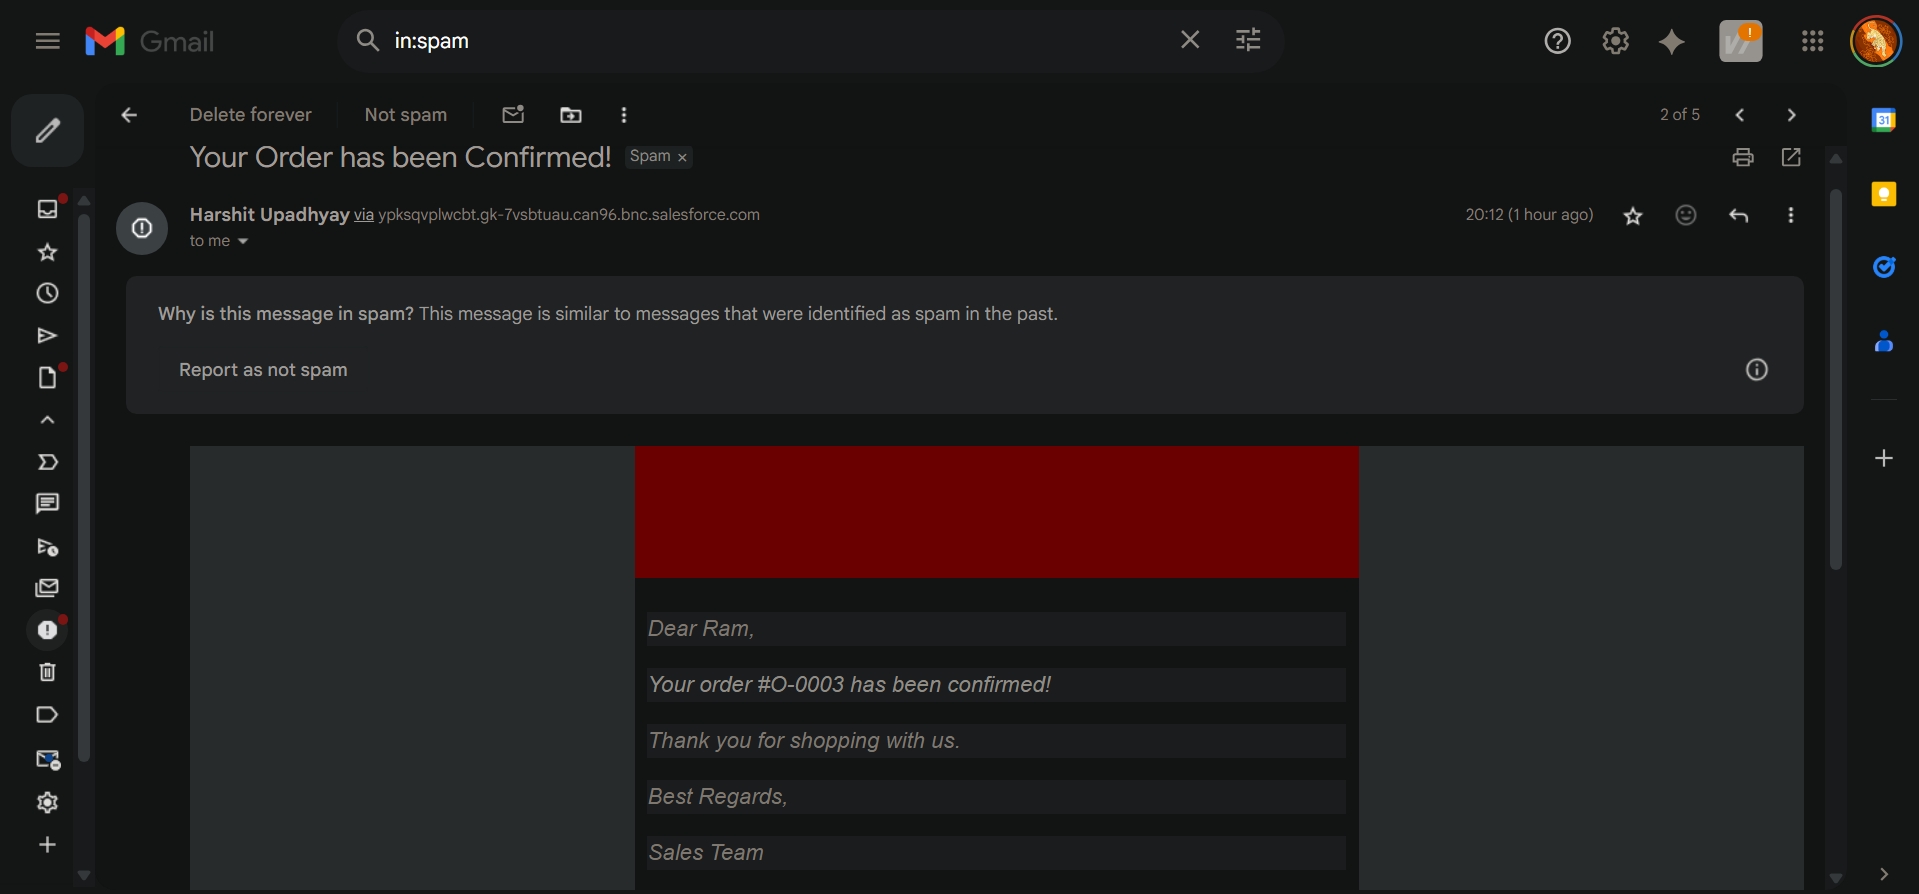 Gmail
in:spam
Delete forever
Not spam
2 of 5
Your Order has been Confirmed!
Spam ×
Harshit Upadhyay via ypksqvplwcbt.gk-7vsbtuau.can96.bnc.salesforce.com
20:12 (1 hour ago)
to me
Why is this message in spam? This message is similar to messages that were identified as spam in the past.
Report as not spam
31
Dear Ram,
Your order #O-0003 has been confirmed!
Thank you for shopping with us.
Best Regards,
Sales Team